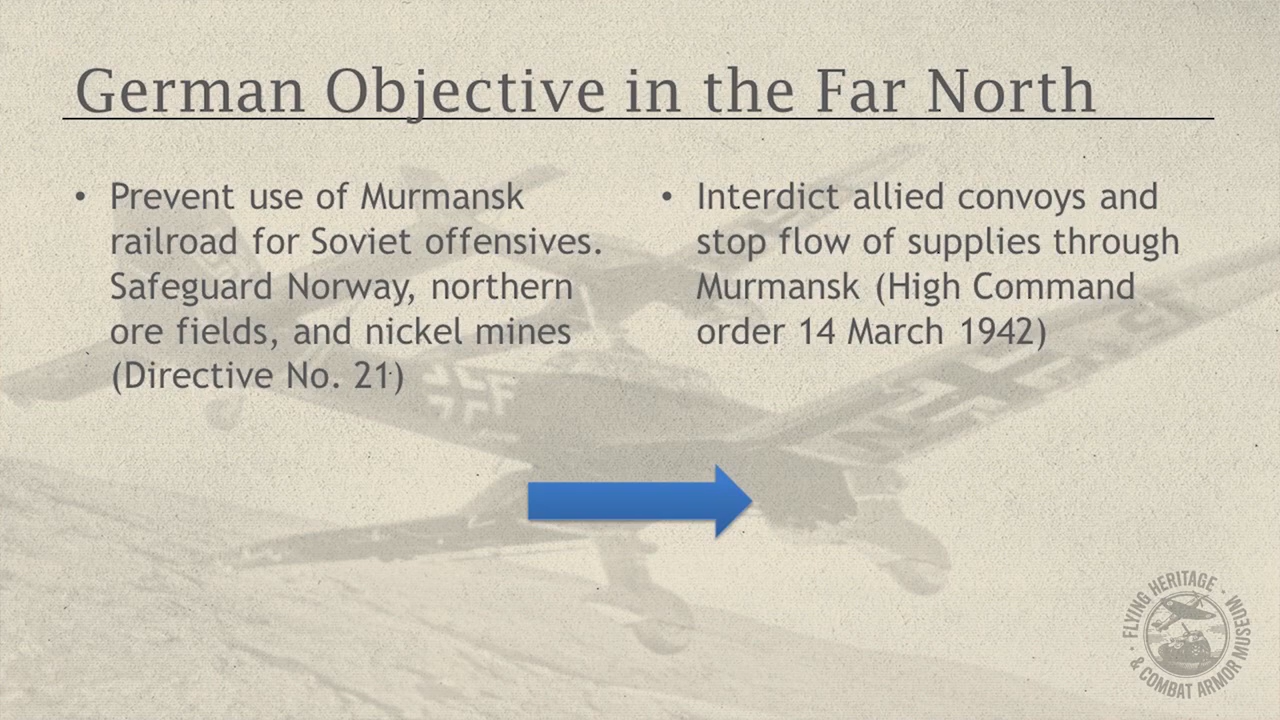 German Objective in the Far North
• Prevent use of Murmansk
railroad for Soviet offensives.
Safeguard Norway, northern
ore fields, and nickel mines
(Directive No. 21)
• Interdict allied convoys and
stop flow of supplies through
Murmansk (High Command
order 14 March 1942)
FLYING HERITAGE
& COMBAT ARMOR MUSEUM